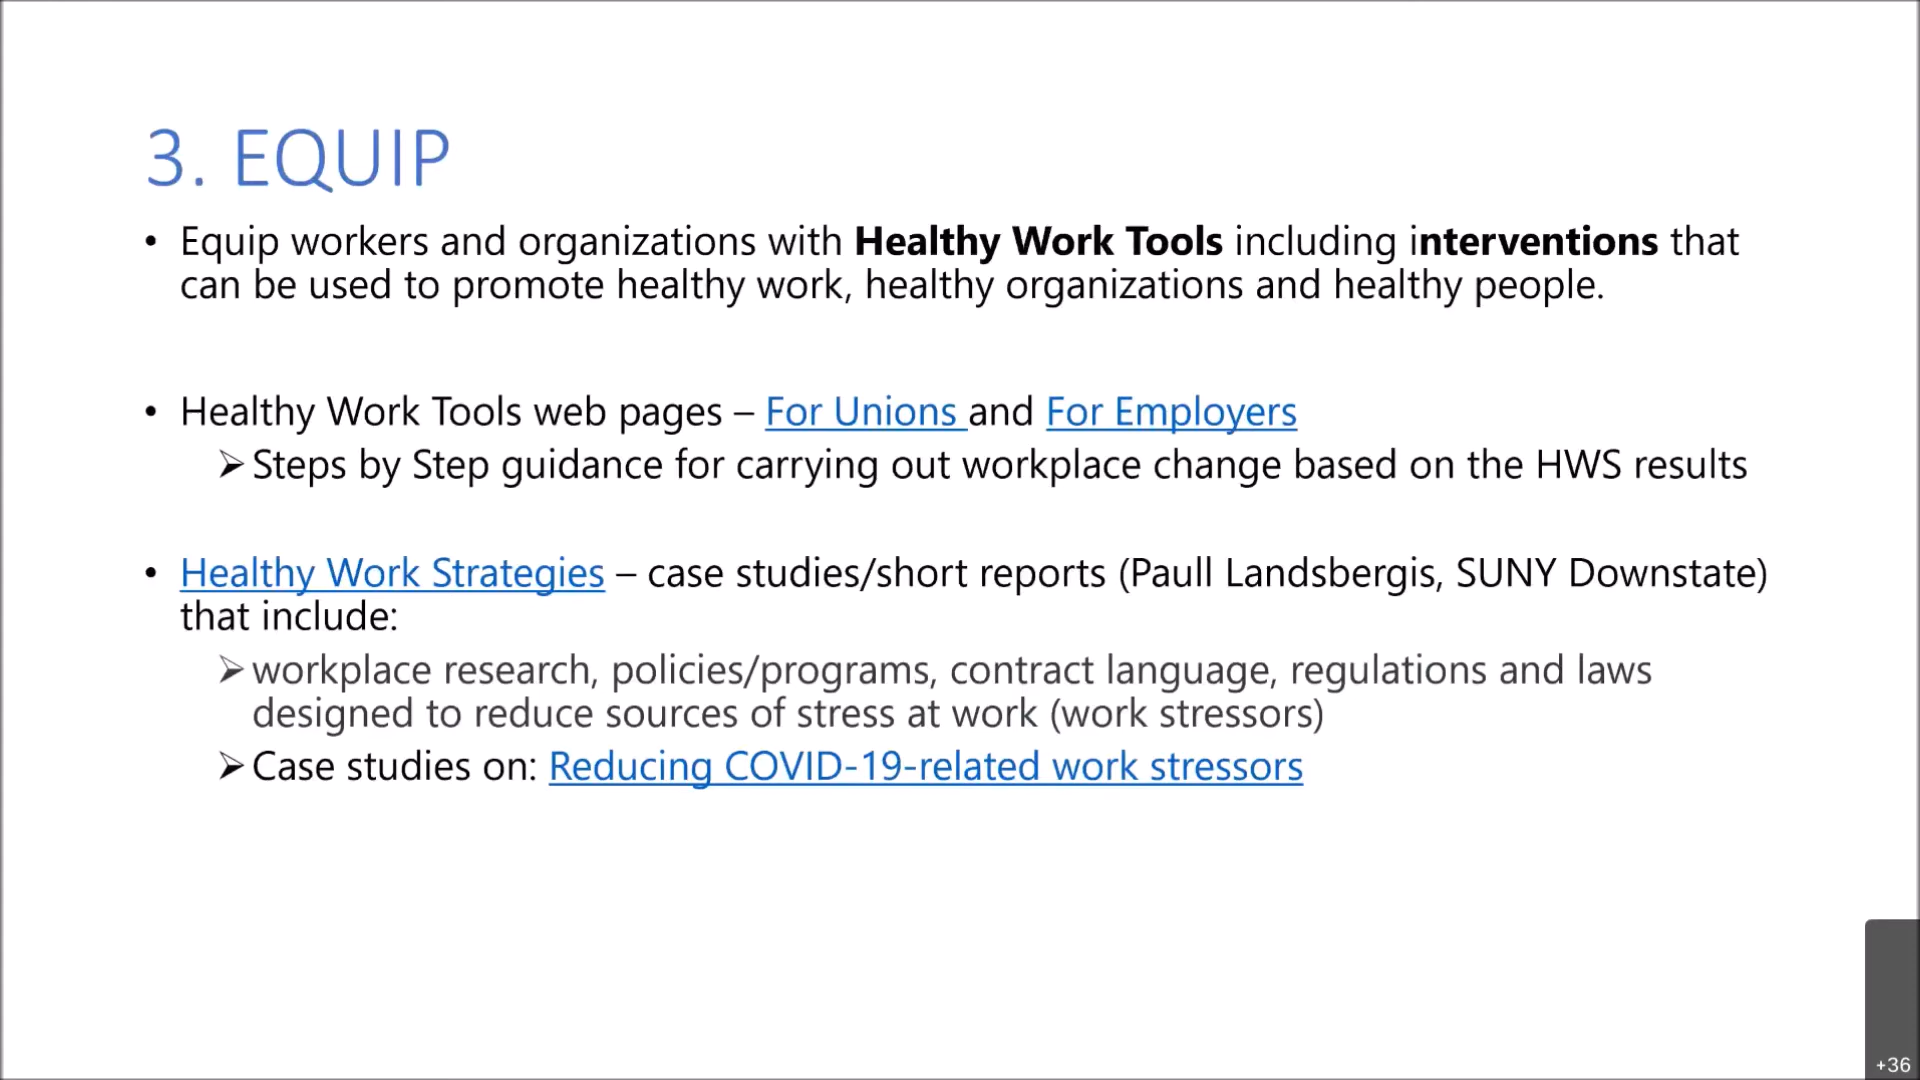 3. EQUIP
• Equip workers and organizations with Healthy Work Tools including interventions that
can be used to promote healthy work, healthy organizations and healthy people.
• Healthy Work Tools web pages – For Unions and For Employers
➢ Steps by Step guidance for carrying out workplace change based on the HWS results
• Healthy Work Strategies – case studies/short reports (Paull Landsbergis, SUNY Downstate)
that include:
➢ workplace research, policies/programs, contract language, regulations and laws
designed to reduce sources of stress at work (work stressors)
➢ Case studies on: Reducing COVID-19-related work stressors
+36